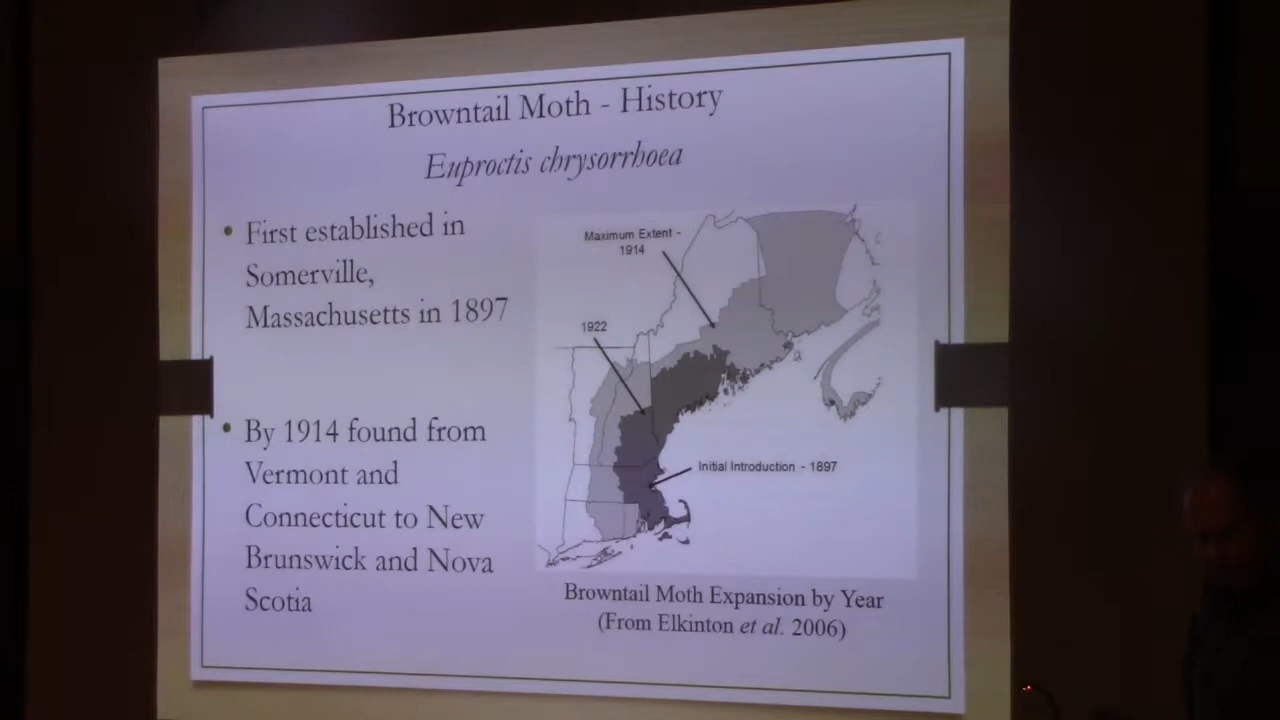 Browntail Moth - History
Euproctis chrysorrhoea
• First established in
Somerville,
Massachusetts in 1897
• By 1914 found from
Vermont and
Connecticut to New
Brunswick and Nova
Scotia
Maximum Extent -
1914
1922
Initial Introduction - 1897
Browntail Moth Expansion by Year
(From Elkinton et al. 2006)